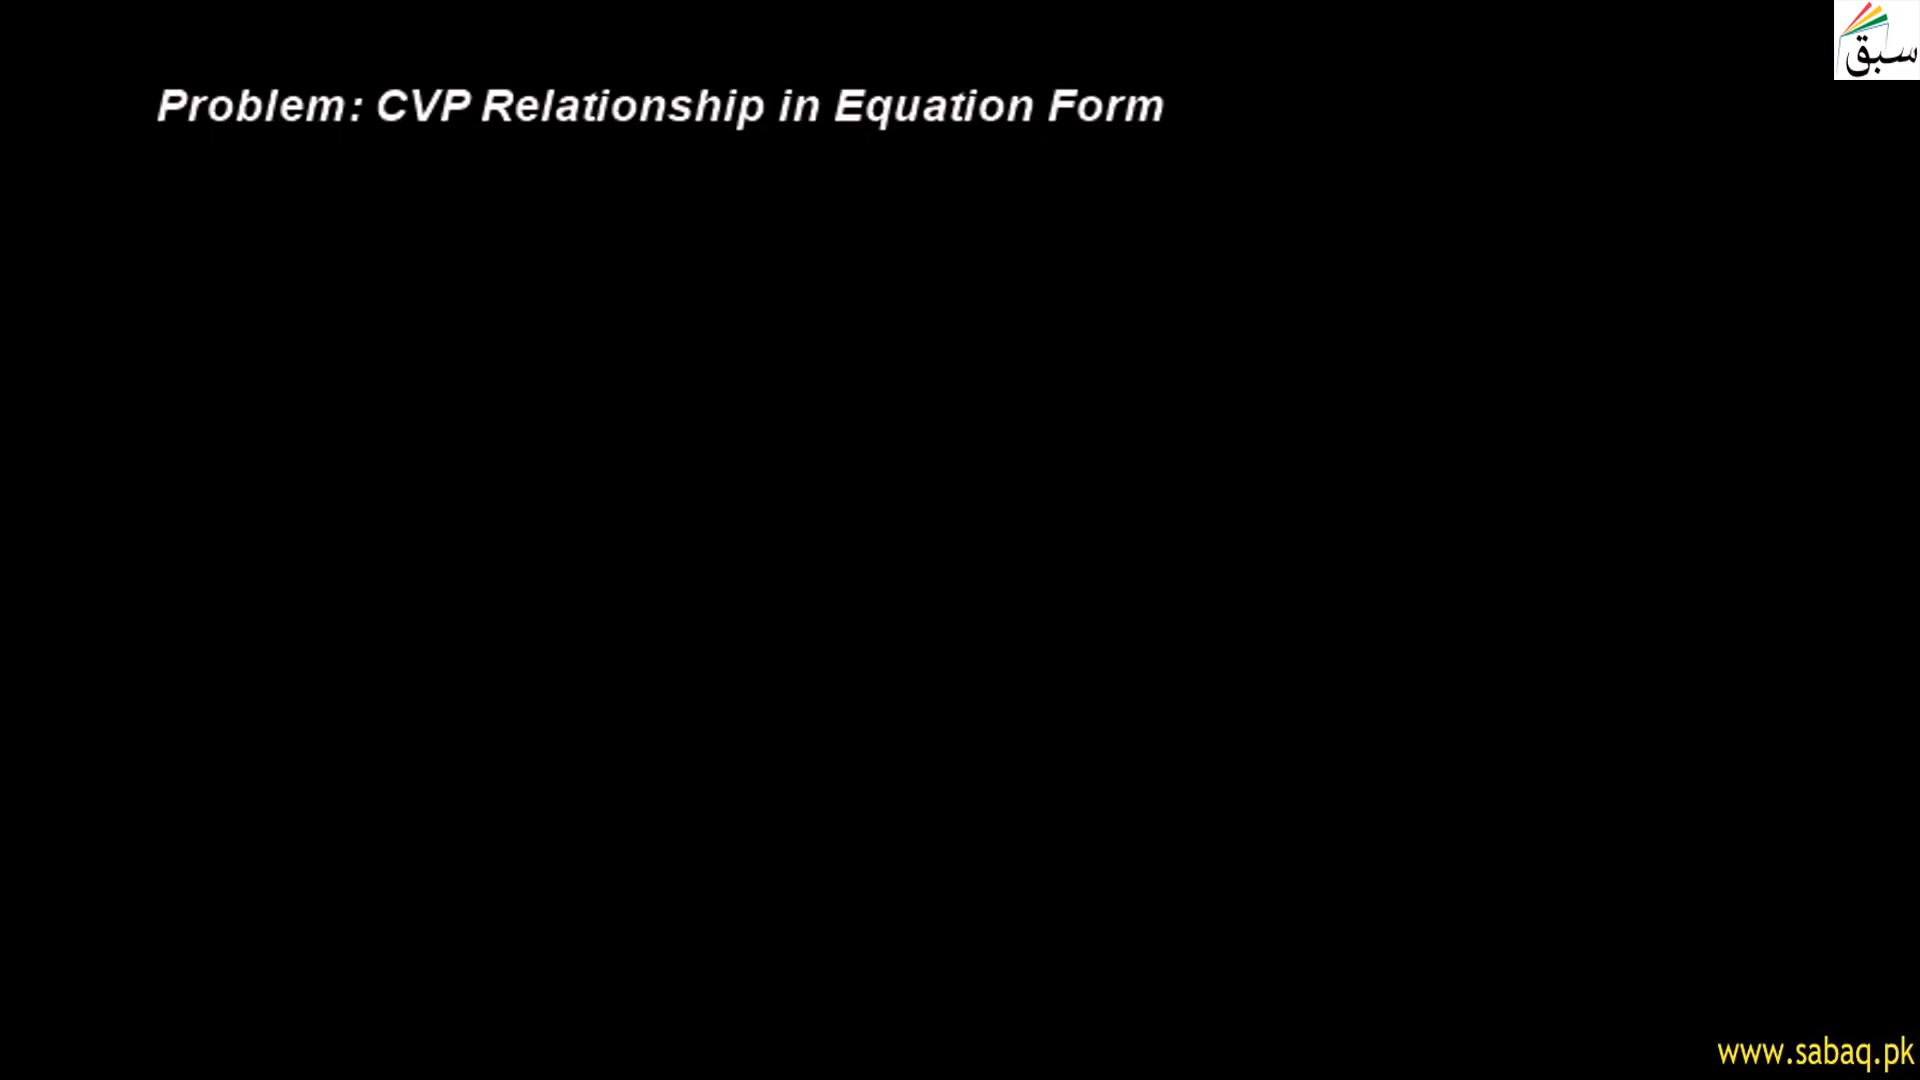 سبق
Problem: CVP Relationship in Equation Form
www.sabaq.pk